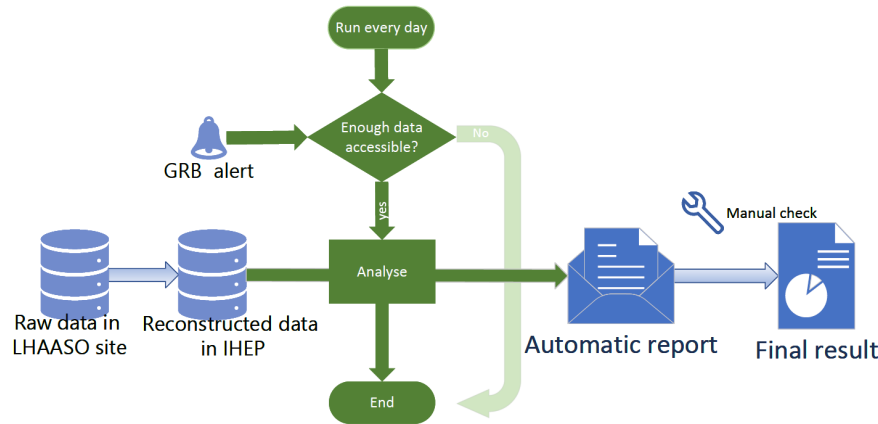 Run every day
Enough data
accessible?
No
GRB alert
yes
Manual check
Analyse
Raw data in
LHAASO site
Reconstructed data
in IHEP
Automatic report
Final result
End